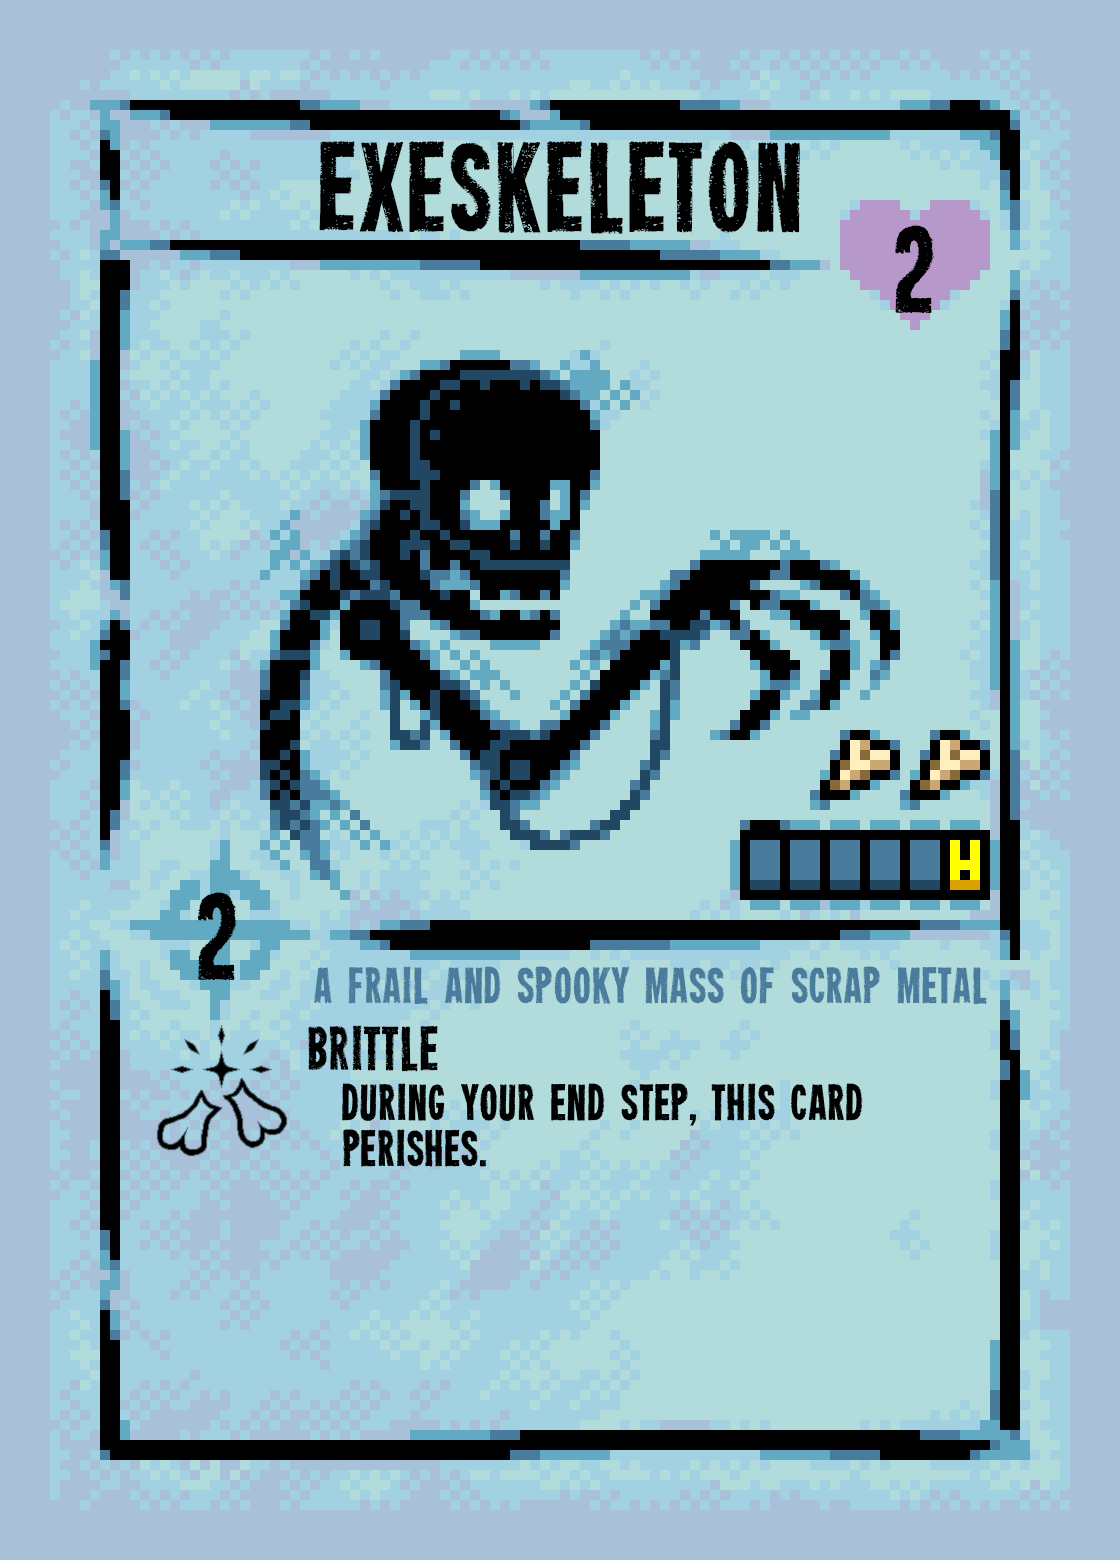 EXESKELETON
2
2
A FRAIL AND SPOOKY MASS OF SCRAP METAL
BRITTLE
DURING YOUR END STEP, THIS CARD
PERISHES.